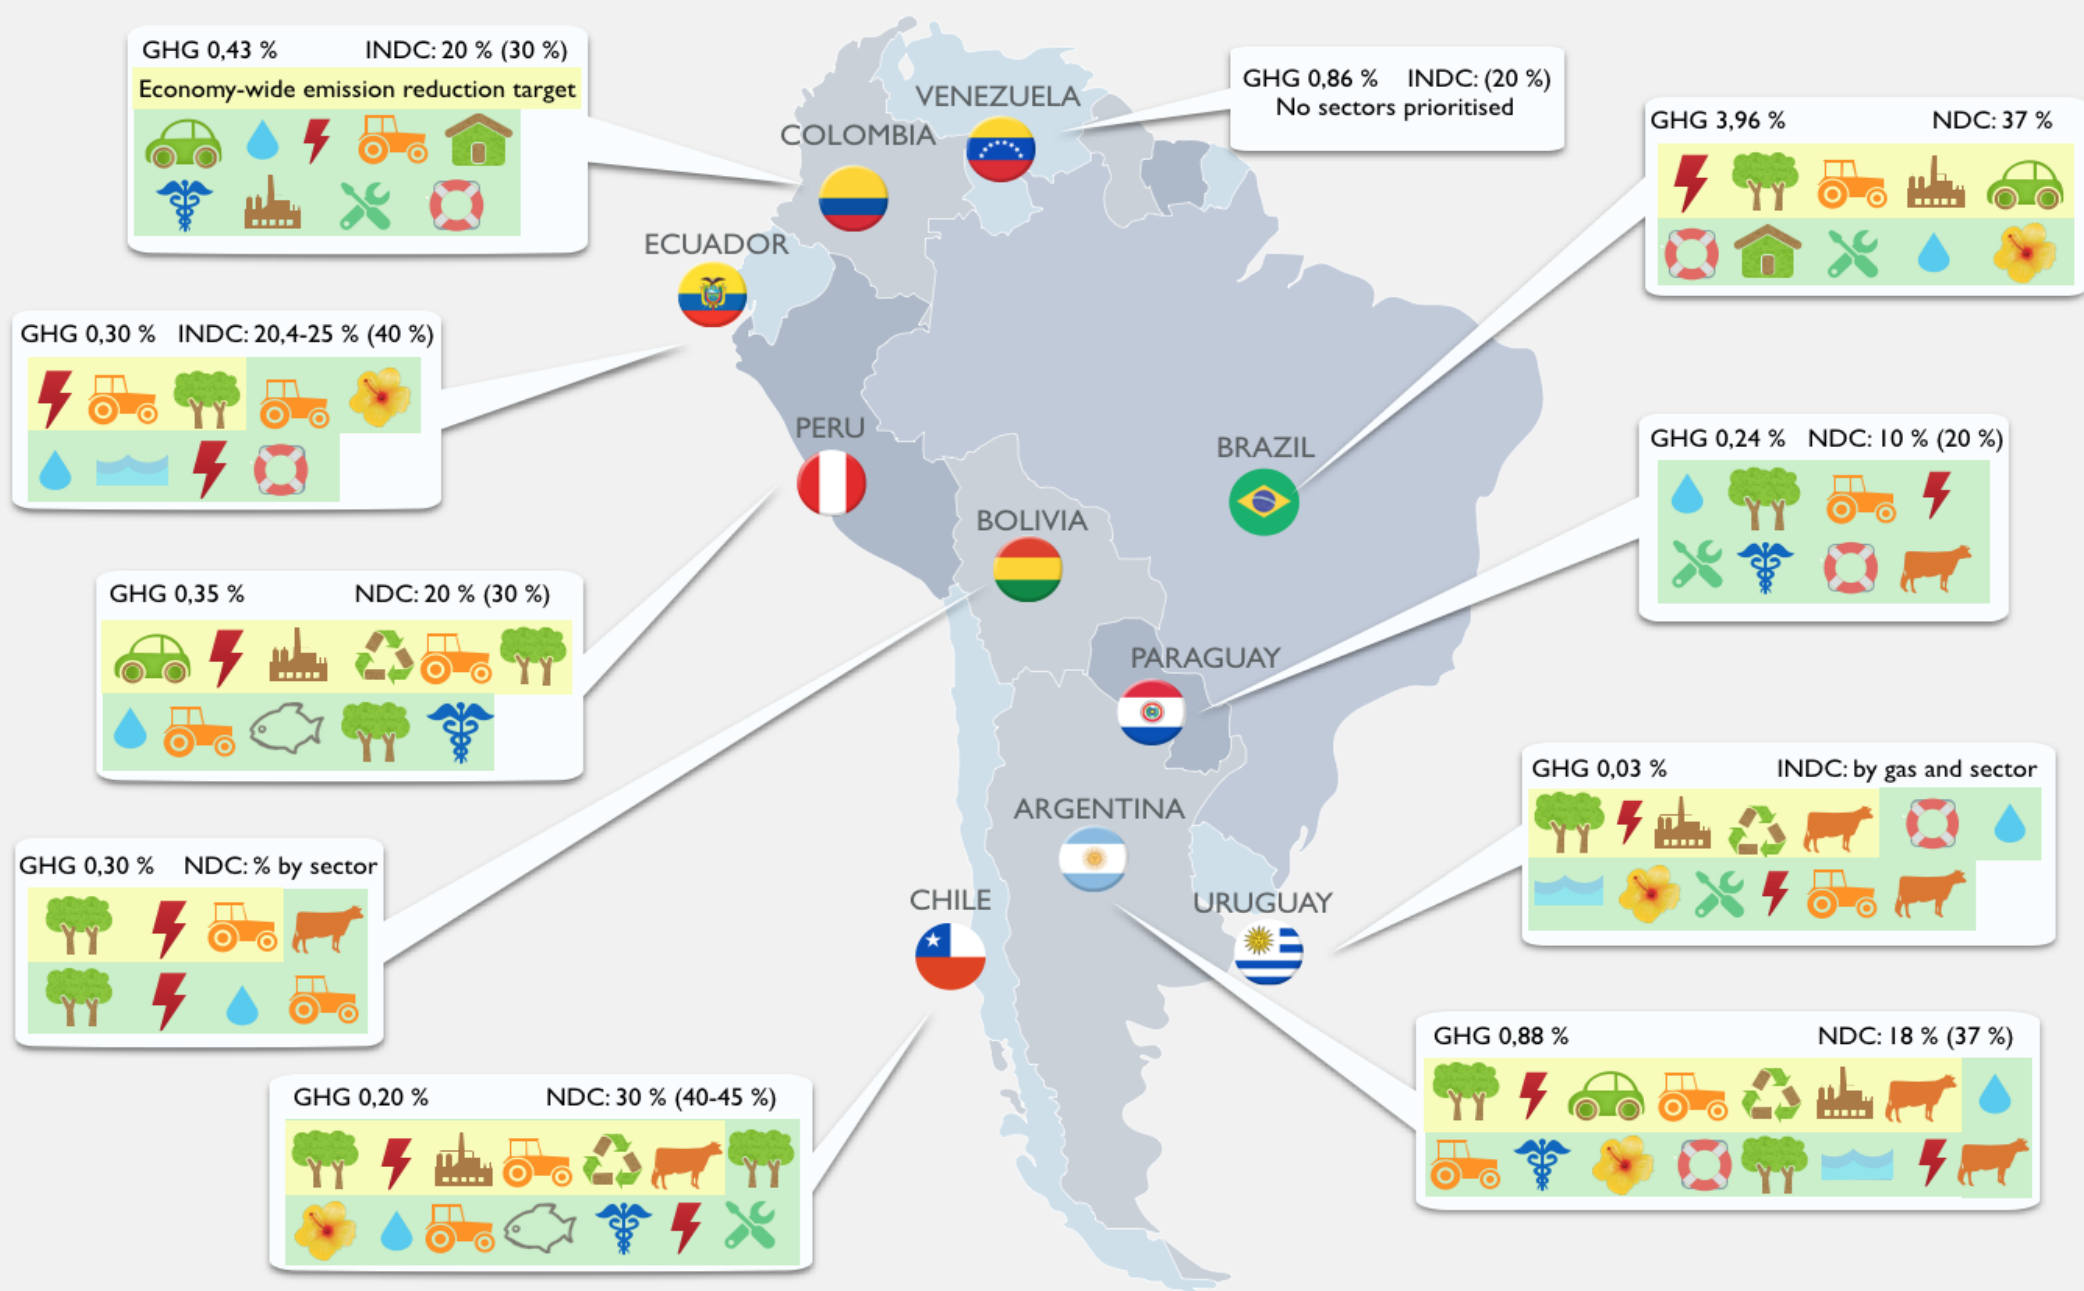 GHG 0,43 % INDC: 20 % (30 %)
Economy-wide emission reduction target
VENEZUELA
GHG 0,86 % INDC: (20 %)
No sectors prioritised
COLOMBIA
GHG 3,96 % NDC: 37 %
ECUADOR
GHG 0,30 % INDC: 20,4-25 % (40 %)
PERU
BRAZIL
GHG 0,24 % NDC: 10 % (20 %)
BOLIVIA
GHG 0,35 % NDC: 20 % (30 %)
PARAGUAY
GHG 0,03 % INDC: by gas and sector
ARGENTINA
GHG 0,30 % NDC: % by sector
CHILE
URUGUAY
GHG 0,88 % NDC: 18 % (37 %)
GHG 0,20 % NDC: 30 % (40-45 %)